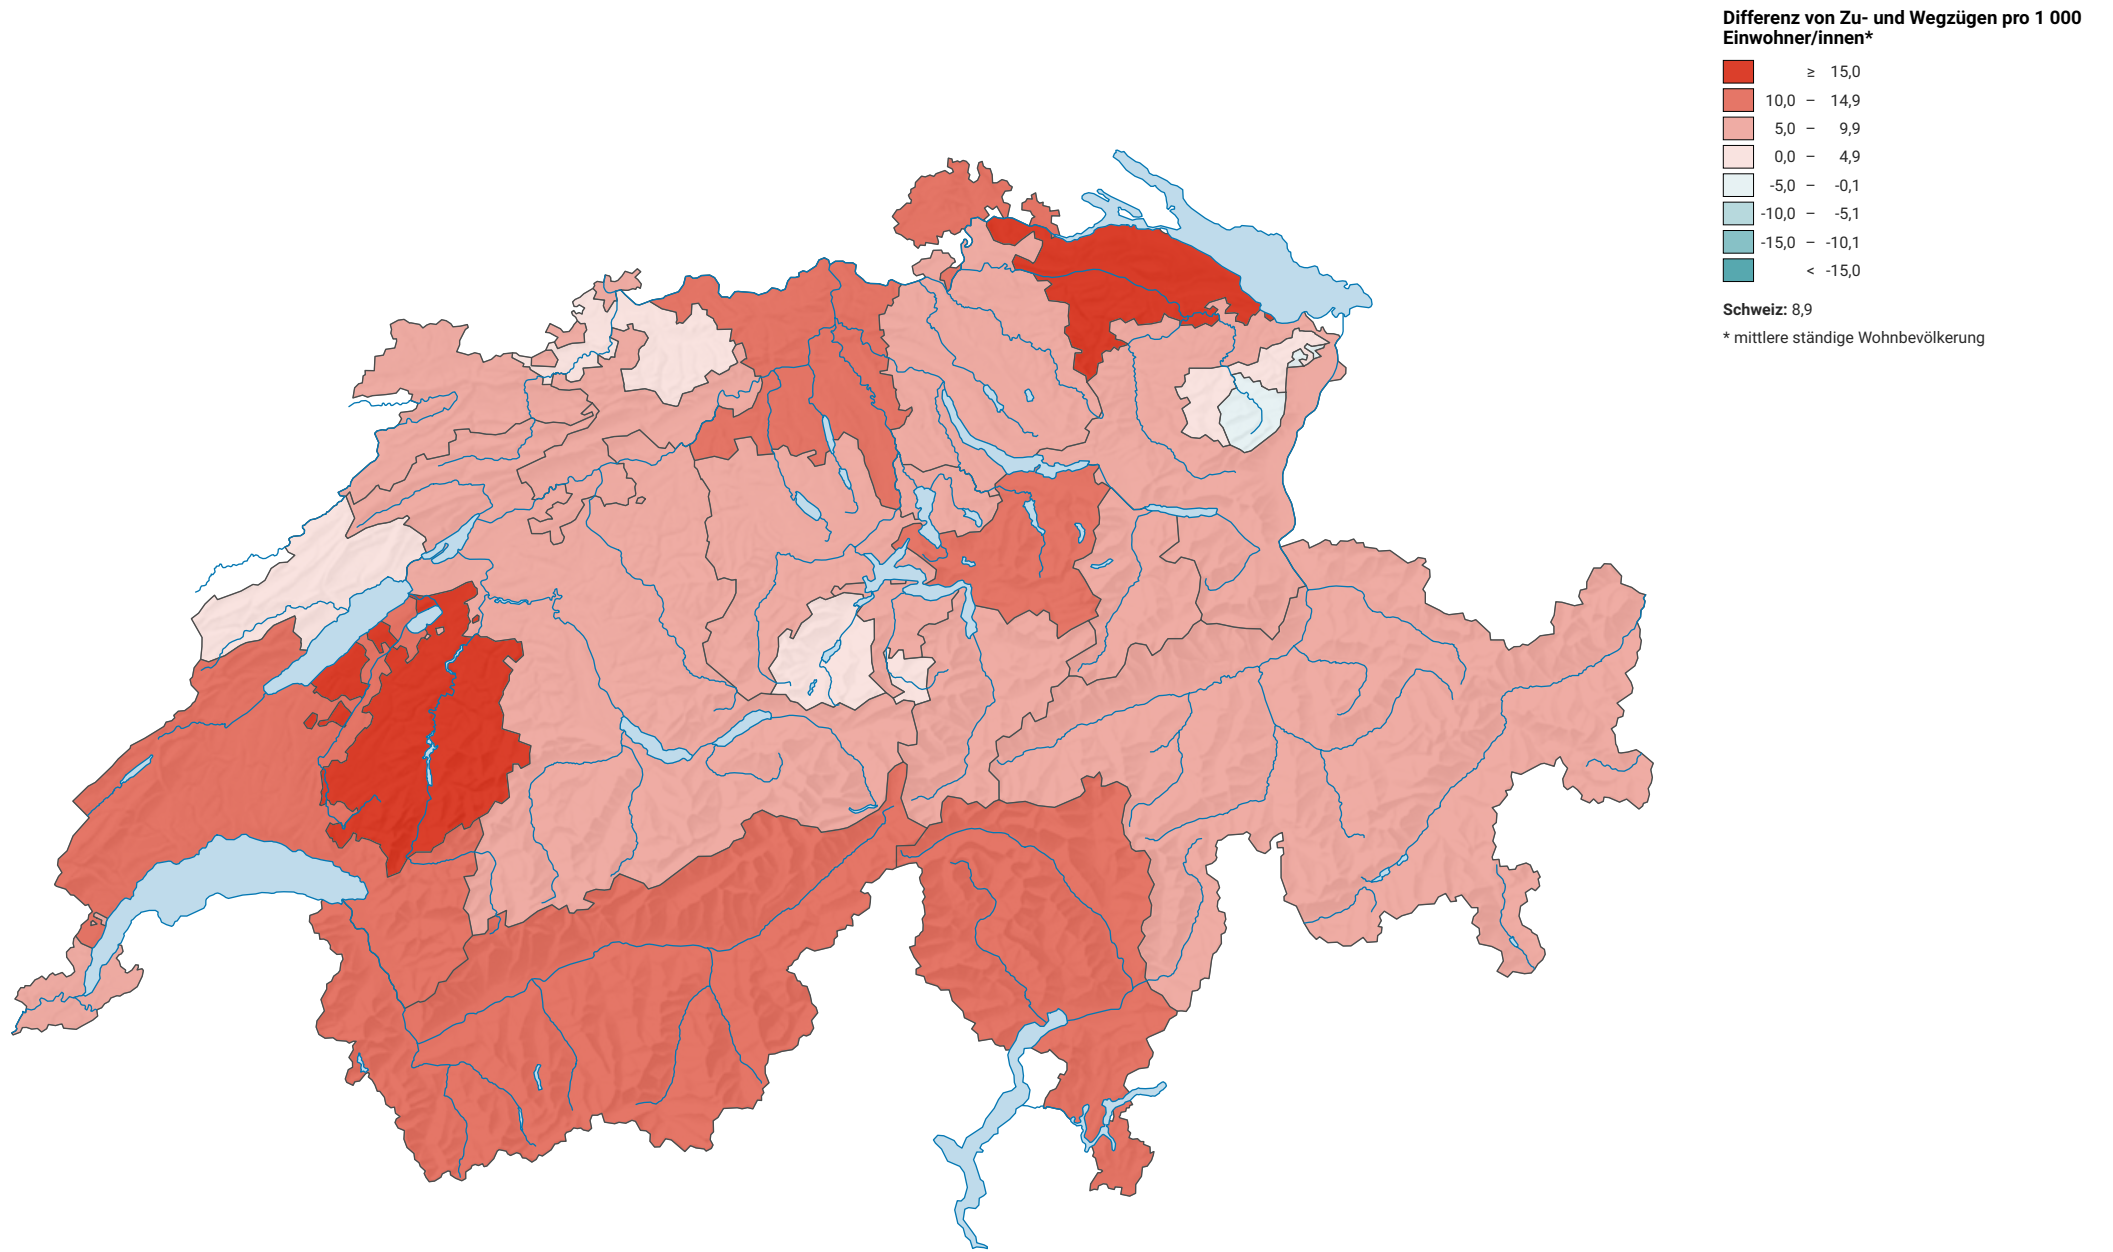 Differenz von Zu- und Wegzügen pro 1 000
Einwohner/innen*
≥ 15,0
10,0 – 14,9
5,0 – 9,9
0,0 – 4,9
-5,0 – -0,1
-10,0 – -5,1
-15,0 – -10,1
< -15,0
Schweiz: 8,9
* mittlere ständige Wohnbevölkerung